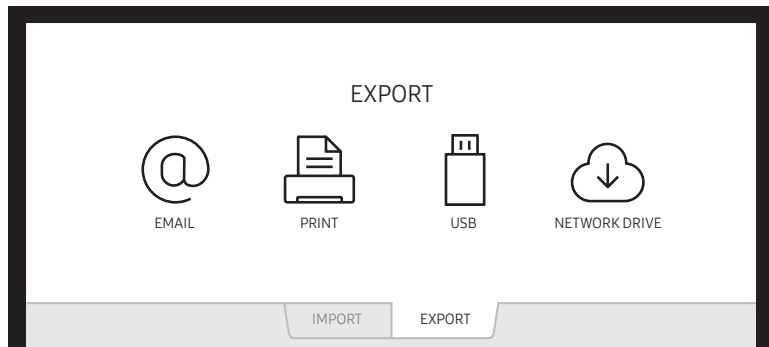 EXPORT
EMAIL PRINT USB NETWORK DRIVE
IMPORT EXPORT